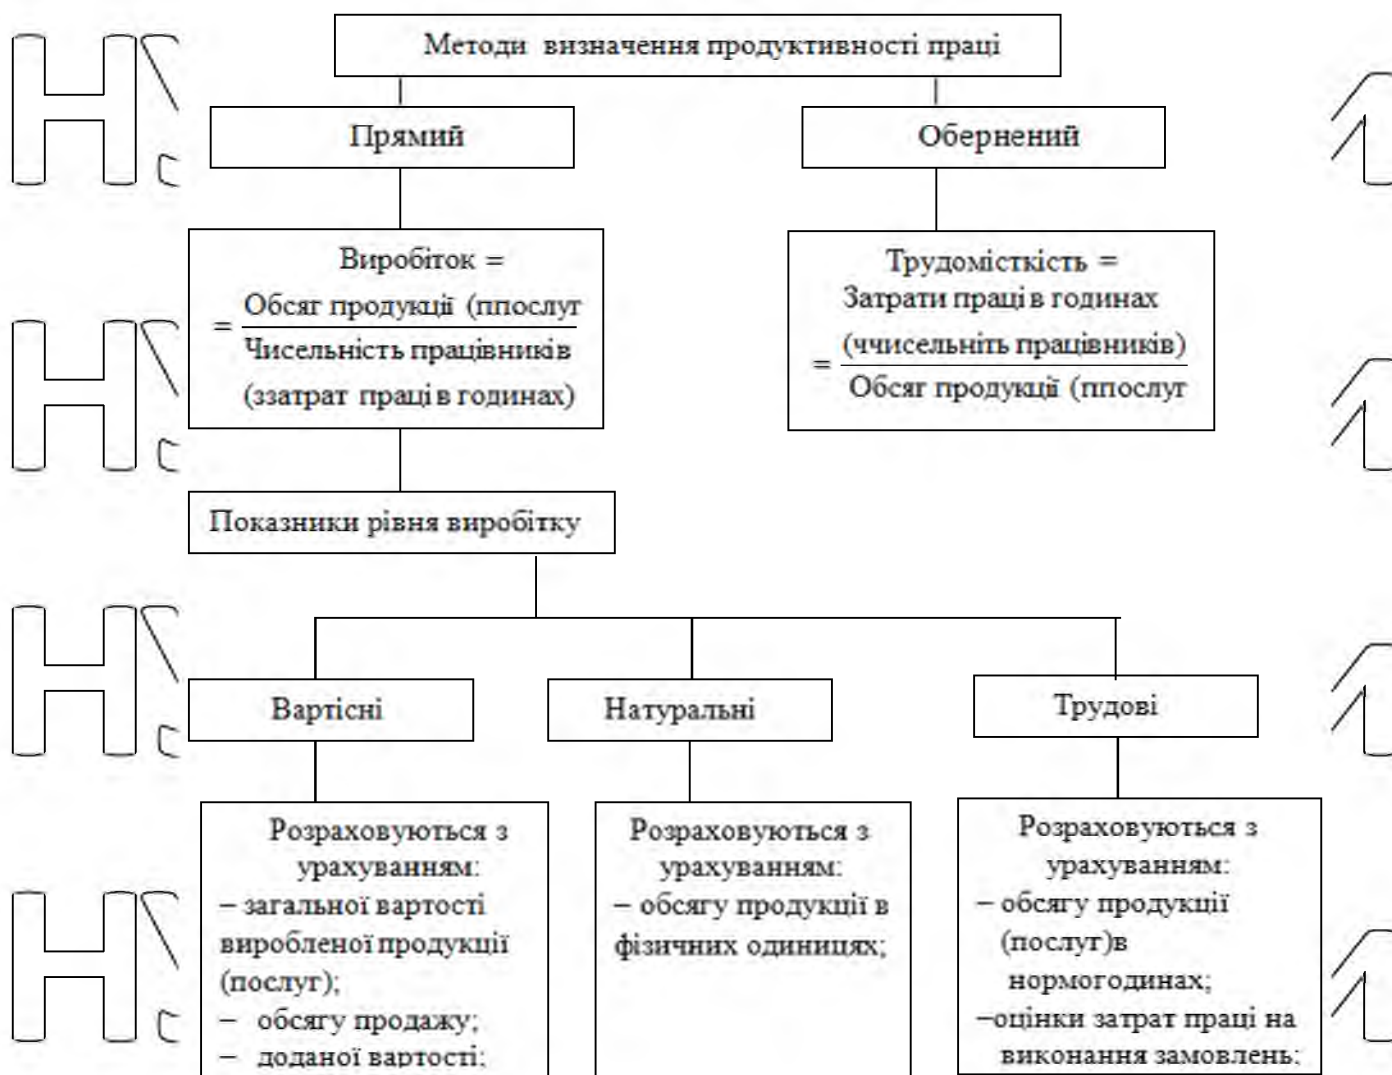 Методи визначення продуктивності праці
Прямий
Обернений
Виробіток =
= Обсяг продукції (ппослуг
Чисельність працівників
(ззатрат праці в годинах)
Трудомісткість =
Затрати праці в годинах
(ччисельніть працівників)
=
Обсяг продукції (ппослуг
Показники рівня виробітку
Вартісні
Натуральні
Трудові
Розраховуються з
урахуванням:
– загальної вартості
виробленої продукції
(послуг);
– обсягу продажу;
– доданої вартості;
Розраховуються з
урахуванням:
– обсягу продукції в
фізичних одиницях;
Розраховуються з
урахуванням:
– обсягу продукції
(послуг)в
нормогодинах;
–оцінки затрат праці на
виконання замовлень;